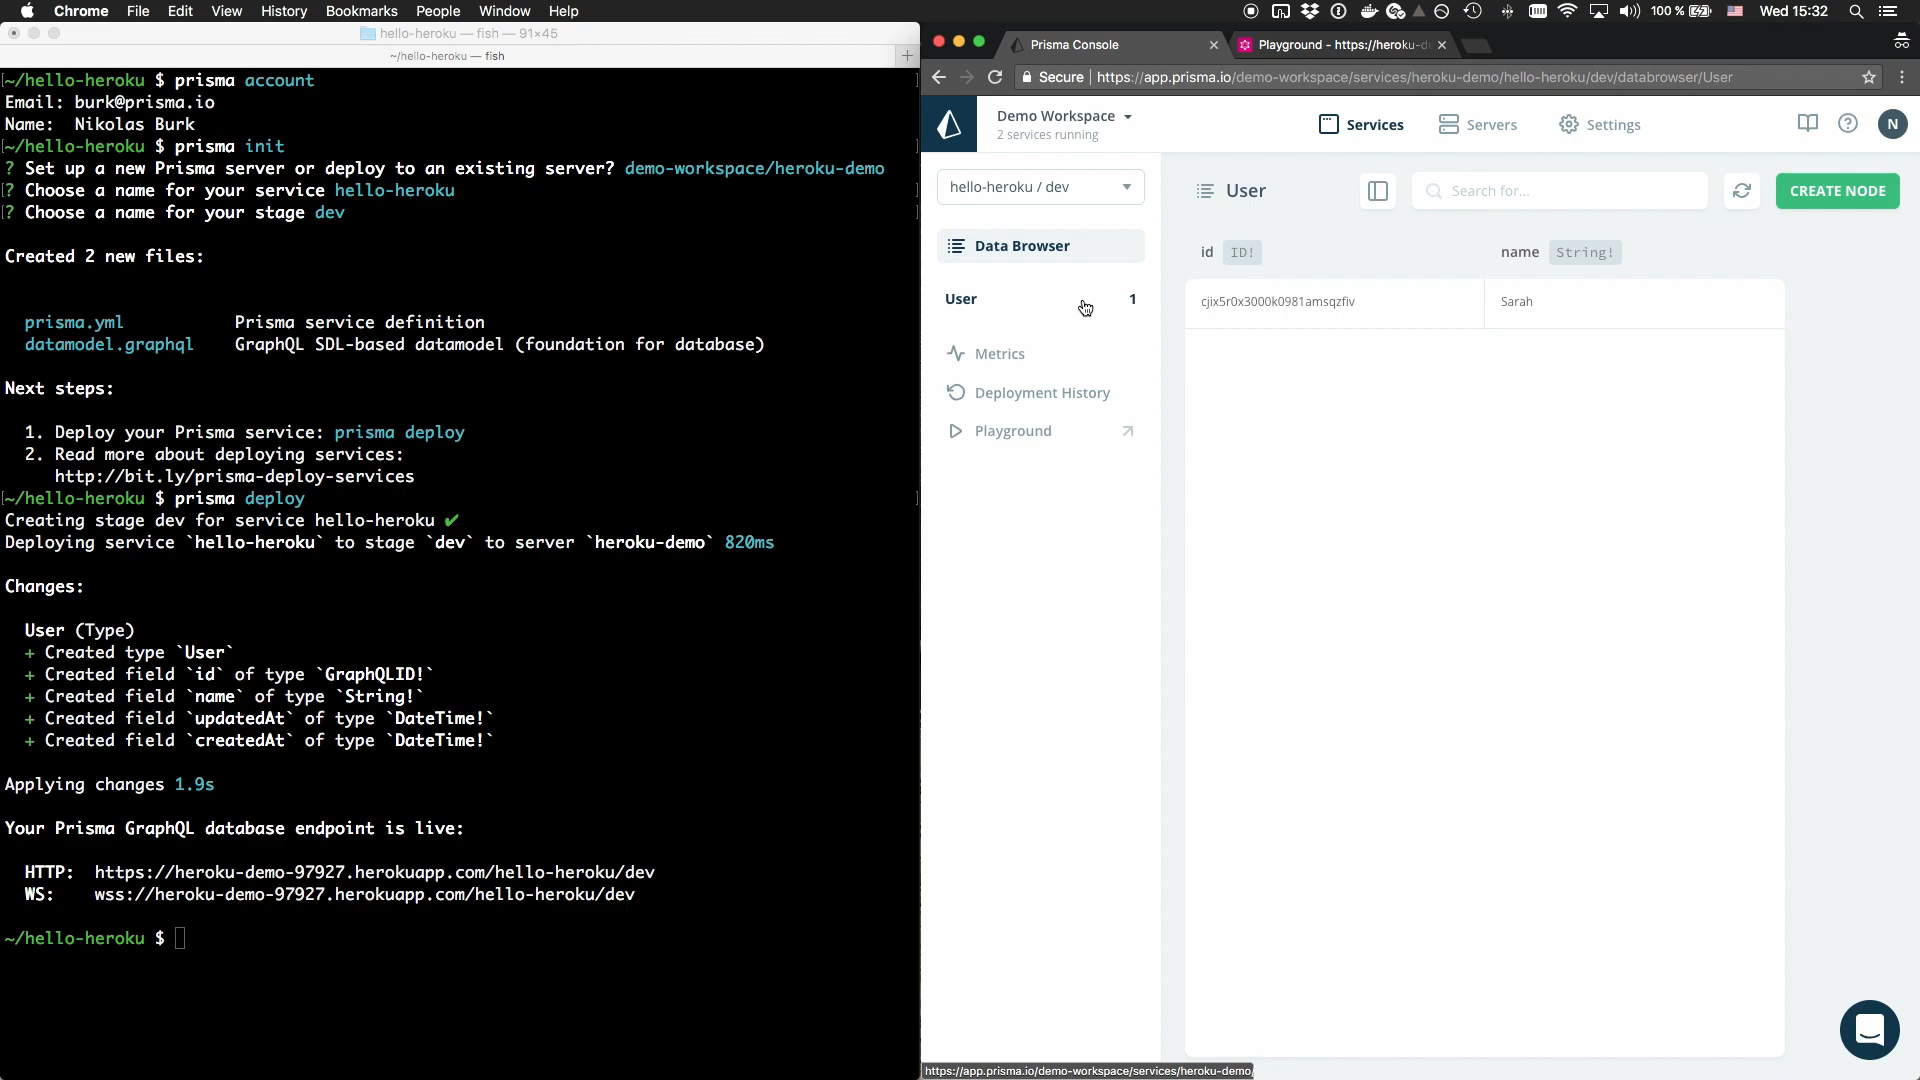 Chrome File Edit View History Bookmarks People Window Help
100 % Wed 15:32
hello-heroku — fish — 91×45
~/hello-heroku — fish
~/hello-heroku $ prisma account
Email: burk@prisma.io
Name: Nikolas Burk
~/hello-heroku $ prisma init
? Set up a new Prisma server or deploy to an existing server? demo-workspace/heroku-demo
? Choose a name for your service hello-heroku
? Choose a name for your stage dev
Created 2 new files:
prisma.yml Prisma service definition
datamodel.graphql GraphQL SDL-based datamodel (foundation for database)
Next steps:
1. Deploy your Prisma service: prisma deploy
2. Read more about deploying services:
http://bit.ly/prisma-deploy-services
~/hello-heroku $ prisma deploy
Creating stage dev for service hello-heroku ✔
Deploying service `hello-heroku` to stage `dev` to server `heroku-demo` 820ms
Changes:
User (Type)
+ Created type `User`
+ Created field `id` of type `GraphQLID!`
+ Created field `name` of type `String!`
+ Created field `updatedAt` of type `DateTime!`
+ Created field `createdAt` of type `DateTime!`
Applying changes 1.9s
Your Prisma GraphQL database endpoint is live:
HTTP: https://heroku-demo-97927.herokuapp.com/hello-heroku/dev
WS: wss://heroku-demo-97927.herokuapp.com/hello-heroku/dev
~/hello-heroku $
Prisma Console
Playground - https://heroku-d
Secure https://app.prisma.io/demo-workspace/services/heroku-demo/hello-heroku/dev/databrowser/User
Demo Workspace
2 services running
Services Servers Settings N
hello-heroku / dev
Data Browser
User 1
Metrics
Deployment History
Playground
User Search for... CREATE NODE
id ID! name String!
cjix5r0x3000k0981amsqzfiv Sarah
https://app.prisma.io/demo-workspace/services/heroku-demo/